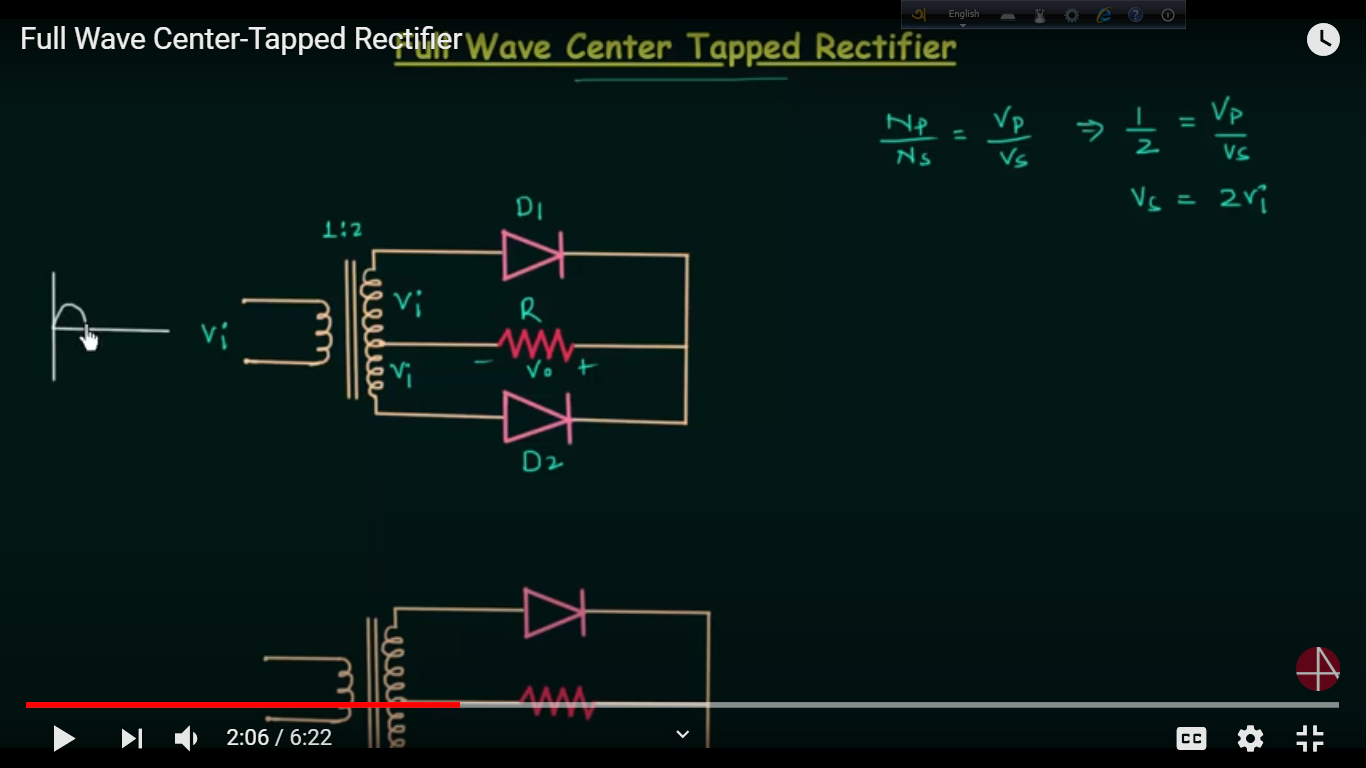 অ English
Full Wave Center-Tapped Rectifier
Full Wave Center Tapped Rectifier
NP/NS = VP/VS ⇒ 1/2 = VP/VS
VS = 2Vi
D1
1:2
Vi
R
Vi
Vi
- Vo +
D2
2:06 / 6:22
CC